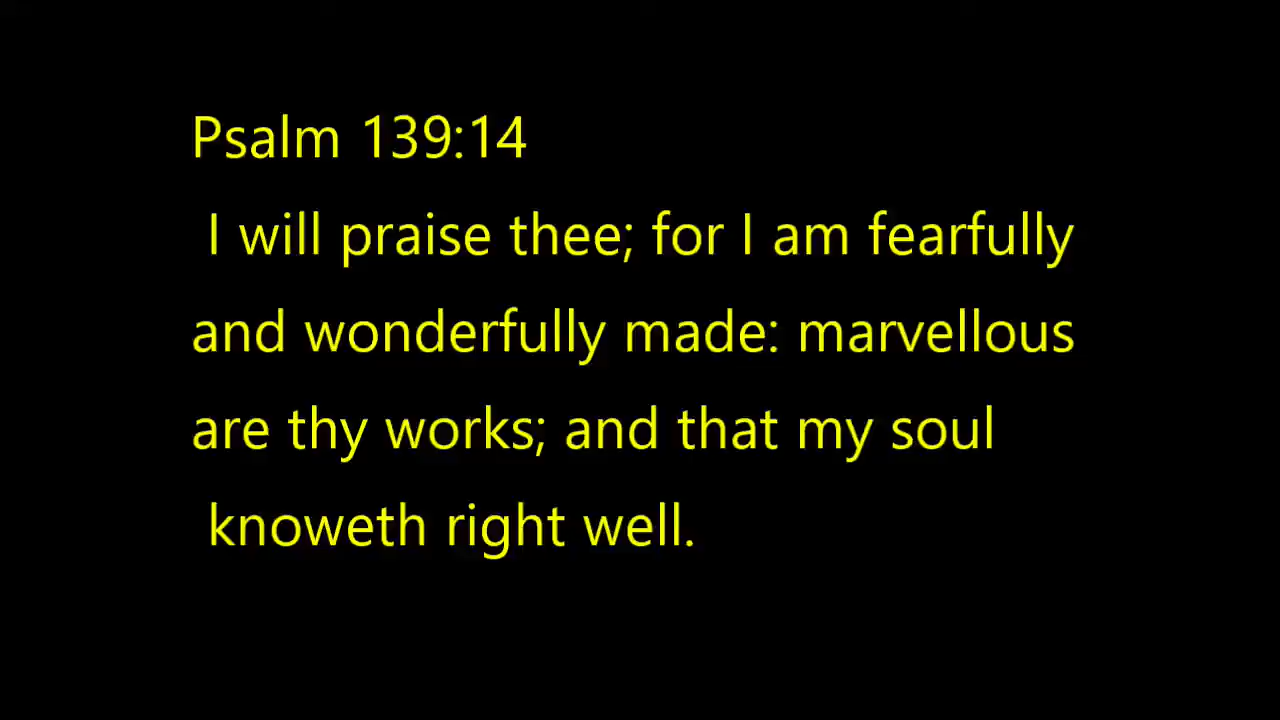 Psalm 139:14
I will praise thee; for I am fearfully
and wonderfully made: marvellous
are thy works; and that my soul
knoweth right well.